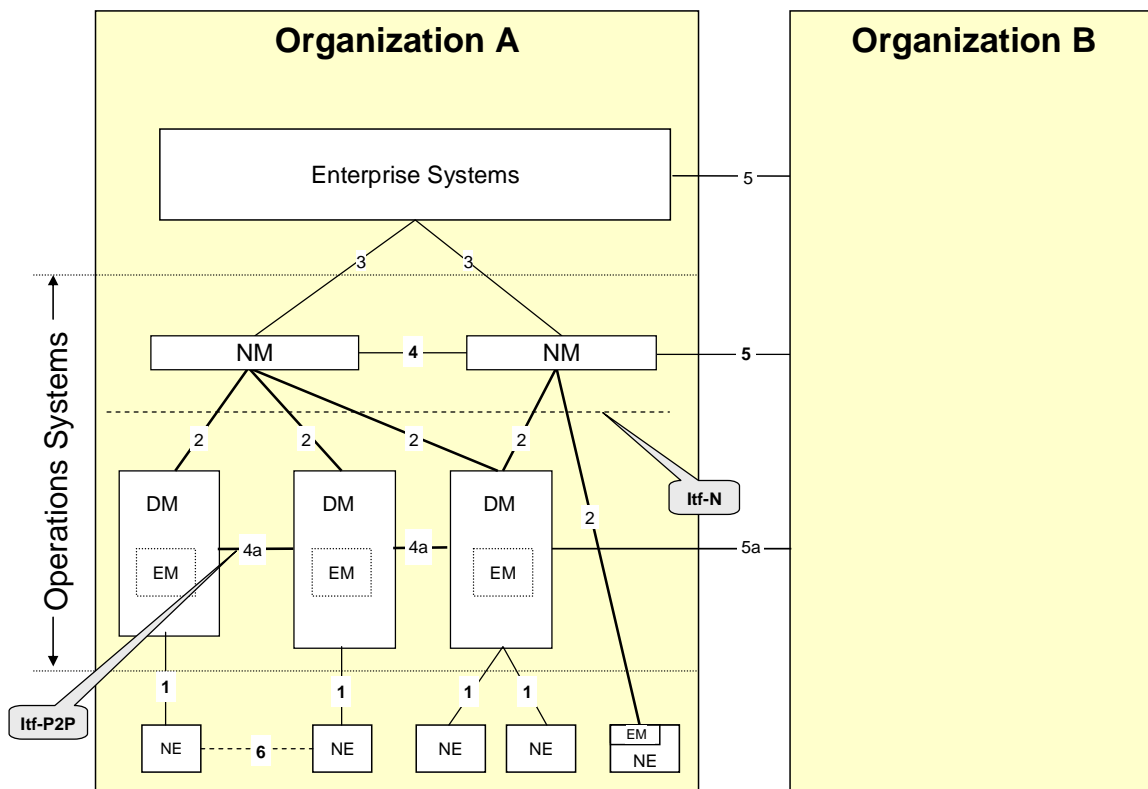 Organization A
Organization B
Enterprise Systems
5
3
3
Operations Systems
NM
4
NM
5
2
2
2
2
Itf-N
DM
DM
DM
2
4a
4a
5a
EM
EM
EM
1
1
1
1
Itf-P2P
NE
6
NE
NE
NE
EM
NE